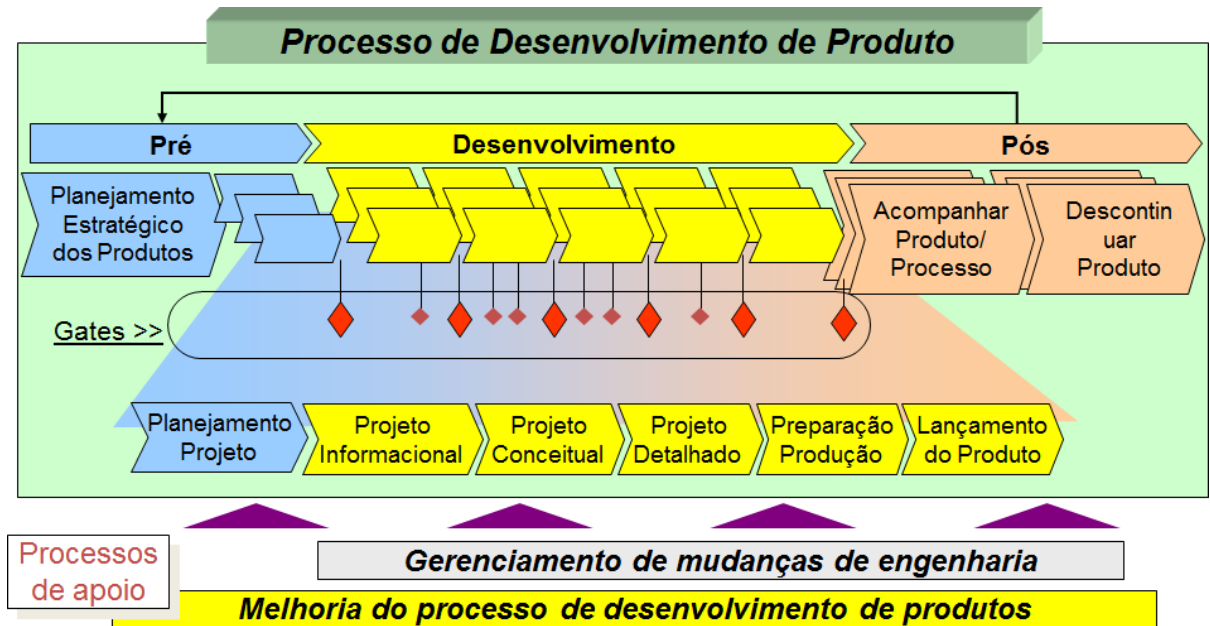 Processo de Desenvolvimento de Produto
Pré
Desenvolvimento
Pós
Planejamento
Estratégico
dos Produtos
Acompanhar
Produto/
Processo
Descontin
uar
Produto
Gates >>
Planejamento
Projeto
Projeto
Informacional
Projeto
Conceitual
Projeto
Detalhado
Preparação
Produção
Lançamento
do Produto
Processos
de apoio
Gerenciamento de mudanças de engenharia
Melhoria do processo de desenvolvimento de produtos